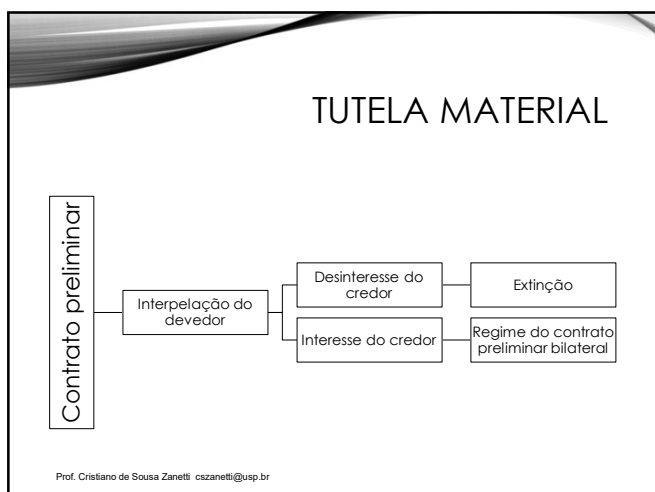 TUTELA MATERIAL
Contrato preliminar
Interpelação do
devedor
Desinteresse do
credor
Extinção
Interesse do credor
Regime do contrato
preliminar bilateral
Prof. Cristiano de Sousa Zanetti cszanetti@usp.br